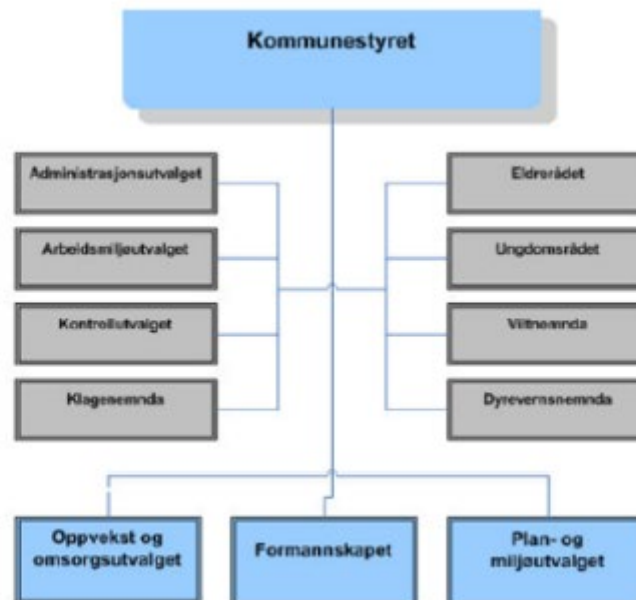 Kommunestyret
Administrasjonsutvalget
Eldrerådet
Arbeidsmiljøutvalget
Ungdomsrådet
Kontrollutvalget
Viltnemnda
Klagenemnda
Dyrevernsnemnda
Oppvekst og
omsorgsutvalget
Formannskapet
Plan- og
miljøutvalget